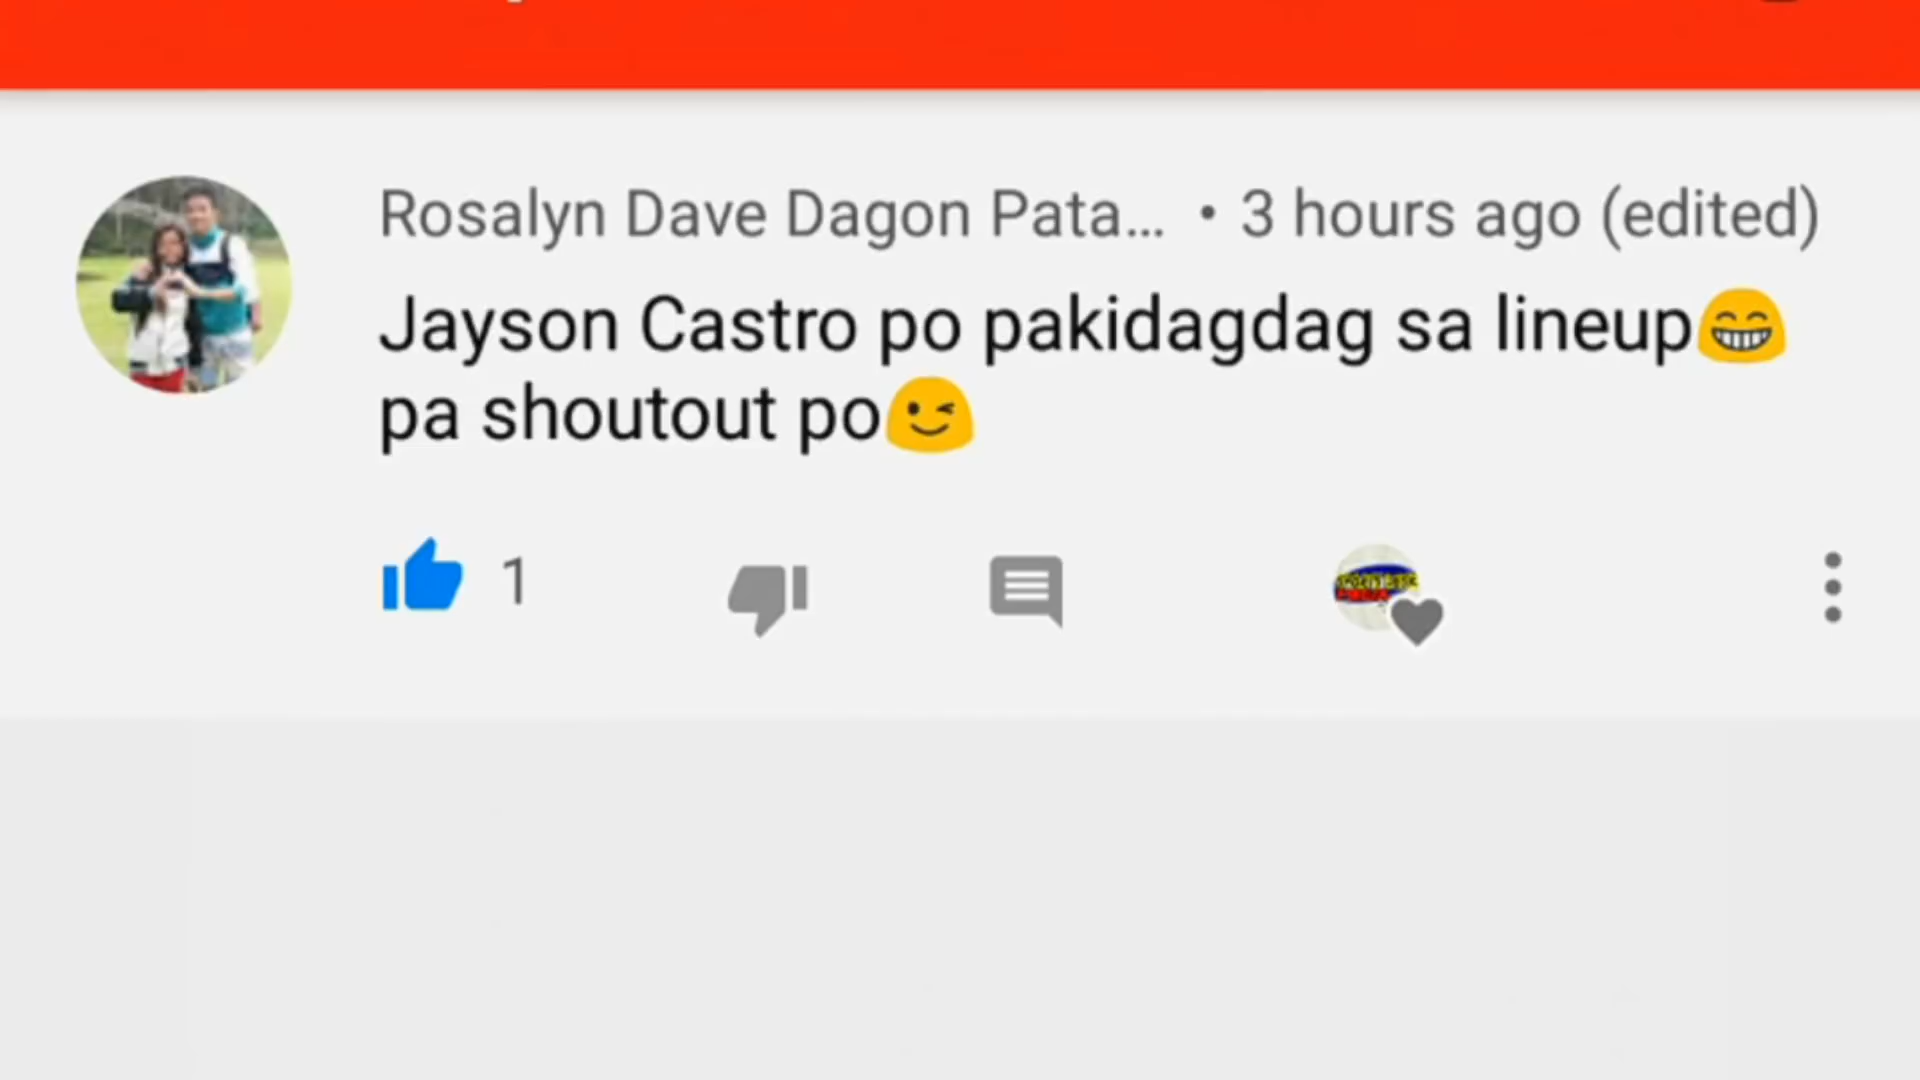 Rosalyn Dave Dagon Pata... • 3 hours ago (edited)
Jayson Castro po pakidagdag sa lineup😁
pa shoutout po😉
1